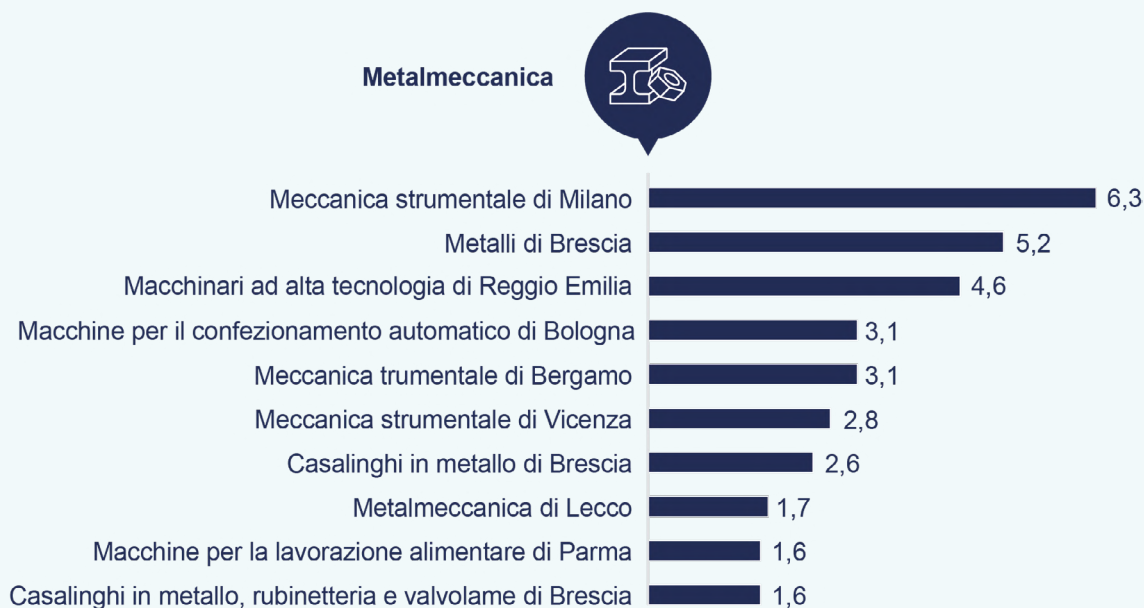 Metalmeccanica
Meccanica strumentale di Milano 6,3
Metalli di Brescia 5,2
Macchinari ad alta tecnologia di Reggio Emilia 4,6
Macchine per il confezionamento automatico di Bologna 3,1
Meccanica trumentale di Bergamo 3,1
Meccanica strumentale di Vicenza 2,8
Casalinghi in metallo di Brescia 2,6
Metalmeccanica di Lecco 1,7
Macchine per la lavorazione alimentare di Parma 1,6
Casalinghi in metallo, rubinetteria e valvolame di Brescia 1,6